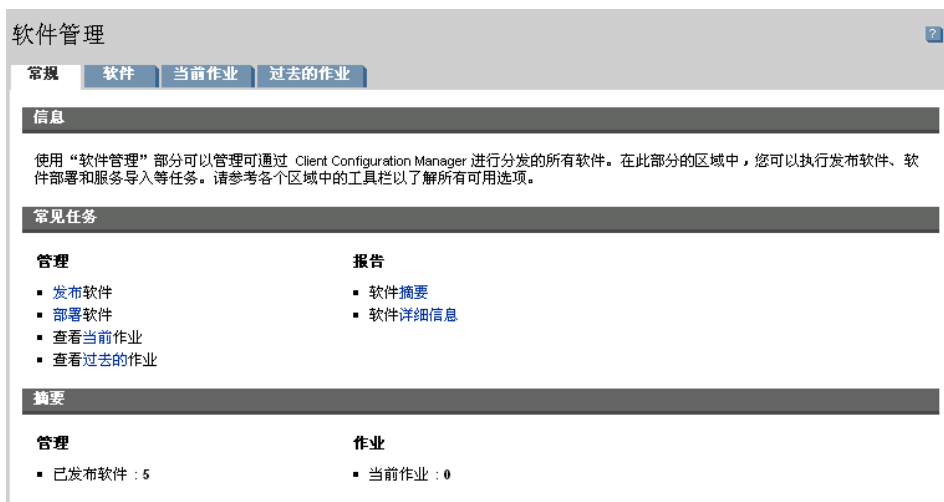 软件管理
?
常规 软件 当前作业 过去的作业
信息
使用“软件管理”部分可以管理可通过 Client Configuration Manager 进行分发的所有软件。在此部分的区域中，您可以执行发布软件、软
件部署和服务导入等任务。请参考各个区域中的工具栏以了解所有可用选项。
常见任务
管理 报告
▪ 发布软件 ▪ 软件摘要
▪ 部署软件 ▪ 软件详细信息
▪ 查看当前作业
▪ 查看过去的作业
摘要
管理 作业
▪ 已发布软件：5 ▪ 当前作业：0